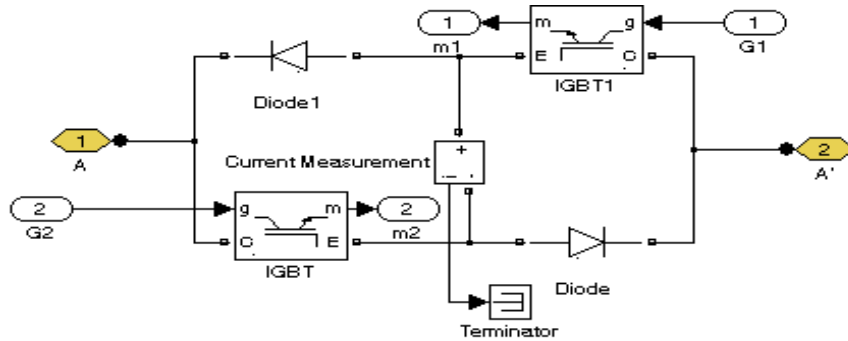 1
m
g
1
m1
E
C
G1
IGBT1
Diode1
1
A
Current Measurement
+
i
-
2
A'
2
G2
g
m
2
C
E
m2
IGBT
Diode
Terminator